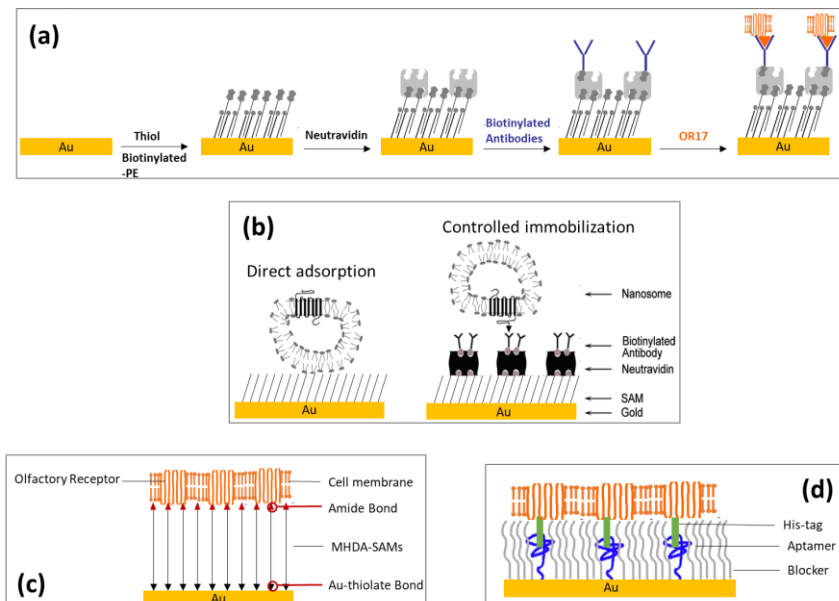 (a)
Au
Thiol
Biotinylated
-PE
Au
Neutravidin
Au
Biotinylated
Antibodies
Au
OR17
Au
(b)
Direct adsorption
Controlled immobilization
Nanosome
Biotinylated
Antibody
Neutravidin
SAM
Gold
Au
Au
Olfactory Receptor
Cell membrane
Amide Bond
MHDA-SAMs
Au-thiolate Bond
(c)
Au
(d)
His-tag
Aptamer
Blocker
Au